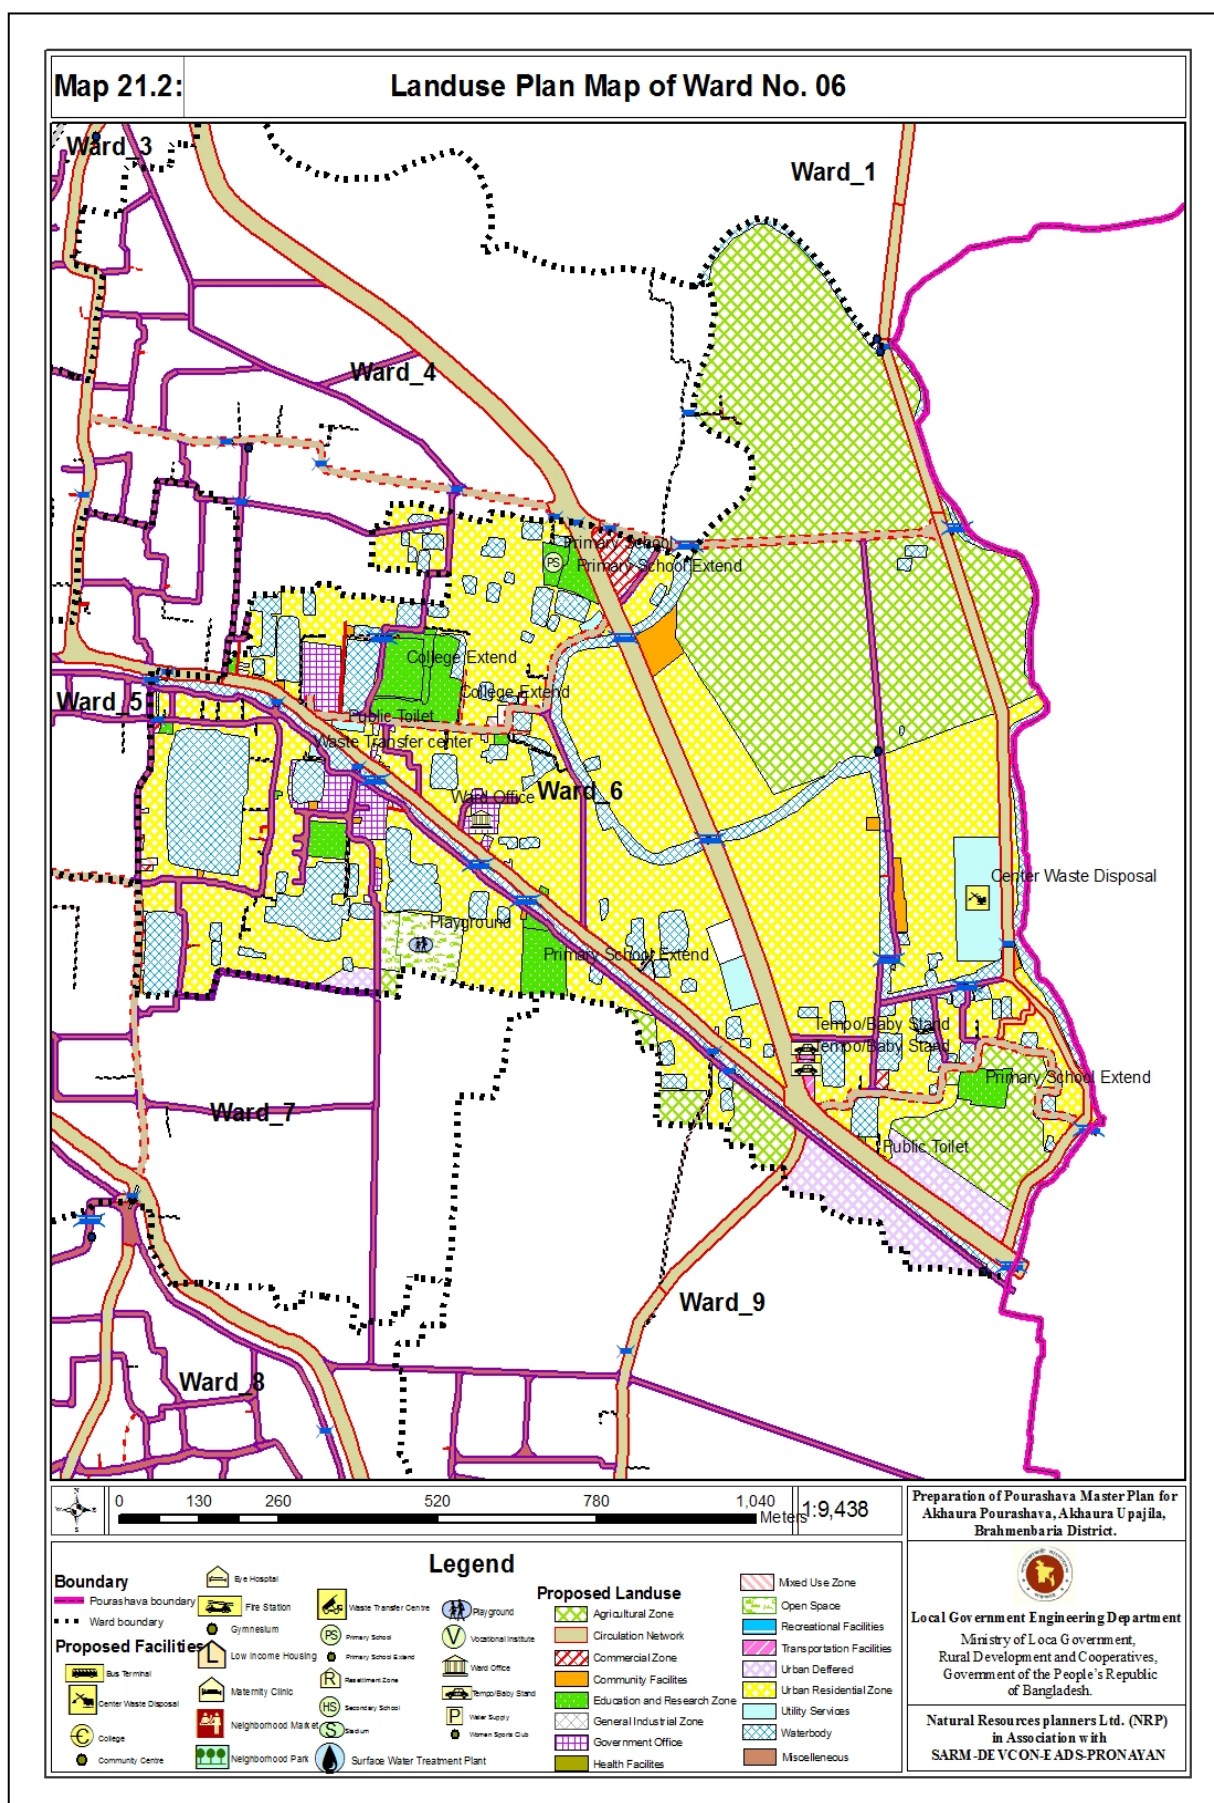 Map 21.2:
Landuse Plan Map of Ward No. 06
Ward_3
Ward_1
Ward_4
Primary School
PS
Primary School Extend
College Extend
College Extend
Ward_5
Public Toilet
0
Waste Transfer center
Ward Office
Ward_6
Center Waste Disposal
Playground
Primary School Extend
Tempo/Baby Stand
Tempo/Baby Stand
Primary School Extend
Ward_7
Public Toilet
Ward_9
Ward_8
N
W E
S
0 130 260 520 780 1,040
Meters
1:9,438
Legend
Boundary
Pourashava boundary
Ward boundary
Proposed Facilities
Bus Terminal
Center Waste Disposal
College
Community Centre
Eye Hospital
Fire Station
Gymnesium
L
Low Income Housing
Maternity Clinic
Neighborhood Market
Neighborhood Park
Waste Transfer Centre
PS
Primary School
Primary School Extend
R
Resettlment Zone
HS
Secondary School
S
Stadium
Surface Water Treatment Plant
Playground
V
Vocational Institute
Ward Office
Tempo/Baby Stand
P
Water Supply
Women Sports Club
Proposed Landuse
Agricultural Zone
Circulation Network
Commercial Zone
Community Facilites
Education and Research Zone
General Industrial Zone
Government Office
Health Facilites
Mixed Use Zone
Open Space
Recreational Facilities
Transportation Facilities
Urban Deffered
Urban Residential Zone
Utility Services
Waterbody
Miscelleneous
Preparation of Pourashava Master Plan for
Akhaura Pourashava, Akhaura Upajila,
Brahmenbaria District.
Local Government Engineering Department
Ministry of Loca Government,
Rural Development and Cooperatives,
Government of the People's Republic
of Bangladesh.
Natural Resources planners Ltd. (NRP)
in Association with
SARM-DEVCON-EADS-PRONAYAN